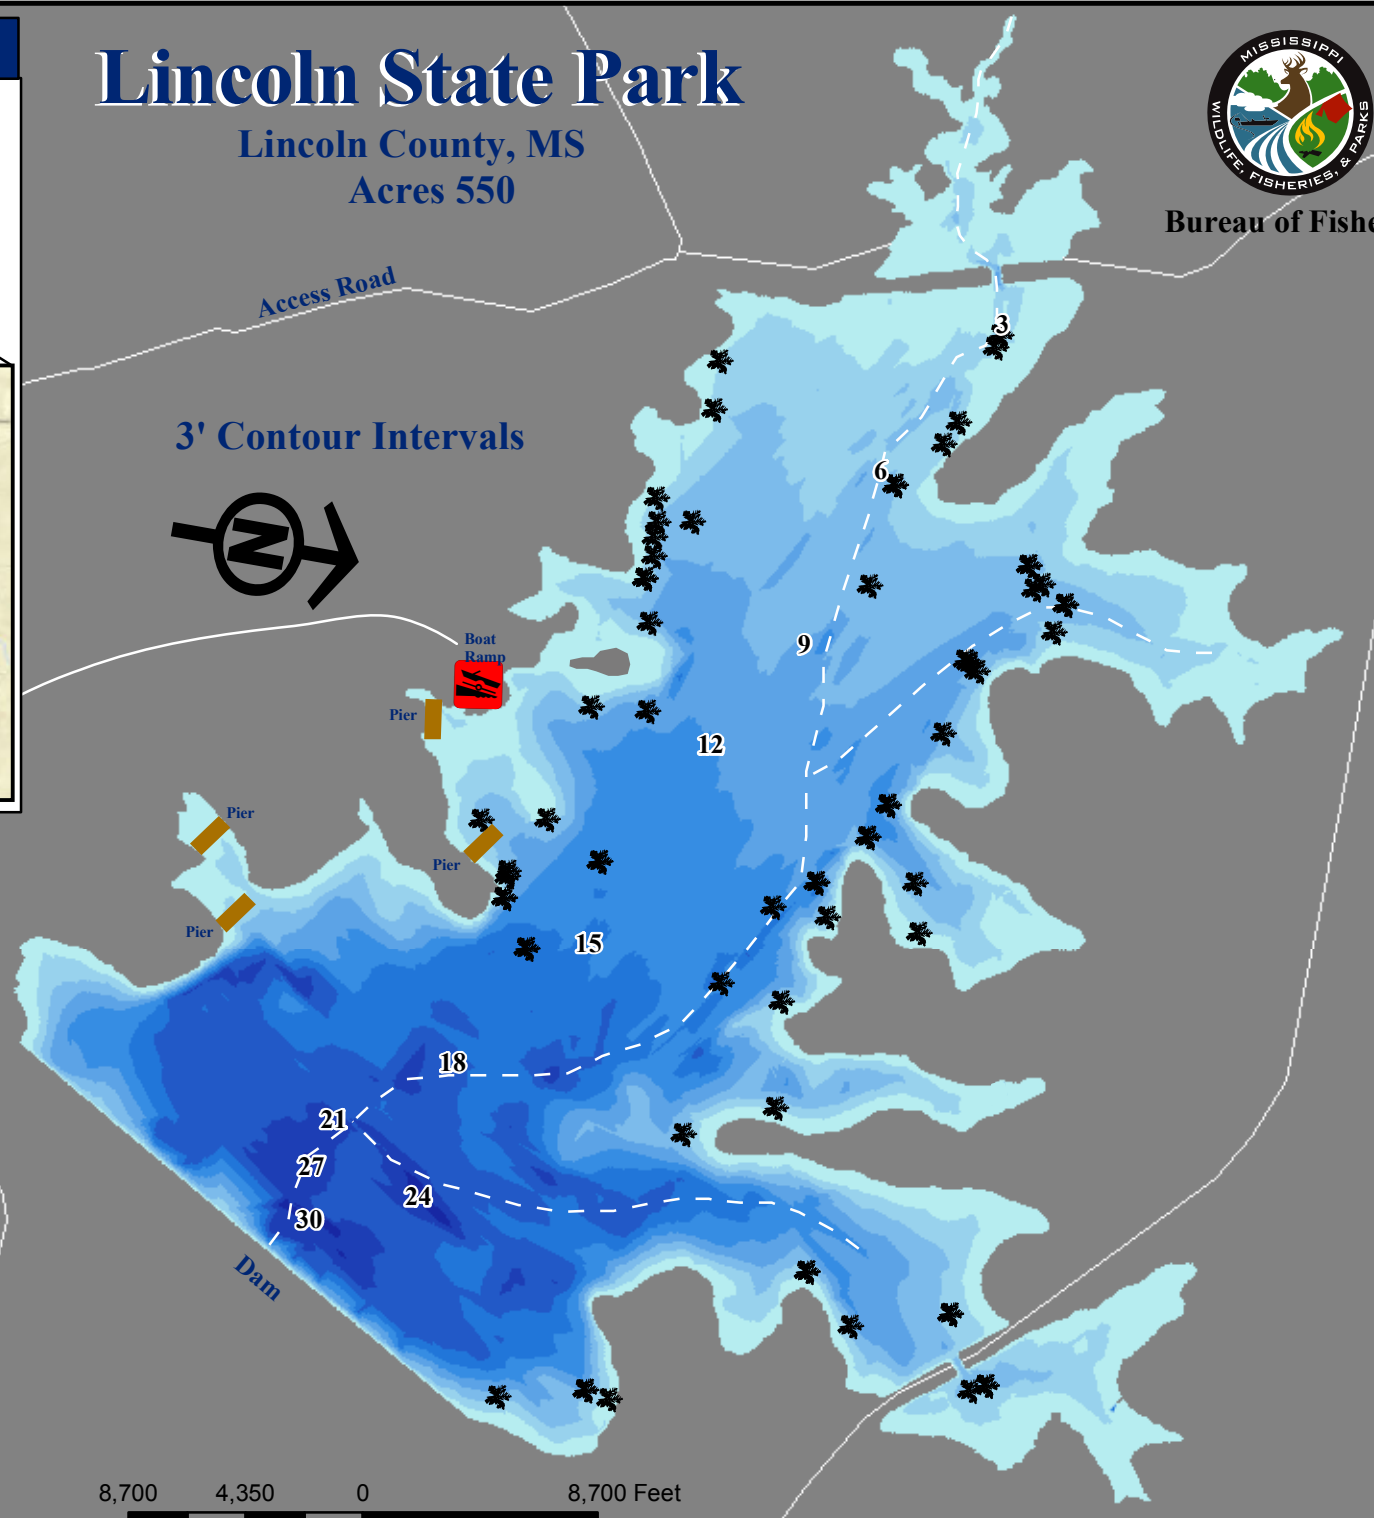 Lincoln State Park
Lincoln County, MS
Acres 550
MISSISSIPPI
WILDLIFE, FISHERIES, & PARKS
Bureau of Fishe
Access Road
3
3' Contour Intervals
6
N
Boat
Ramp
9
Pier
12
Pier
Pier
Pier
15
18
21
27
24
30
Dam
8,700 4,350 0 8,700 Feet